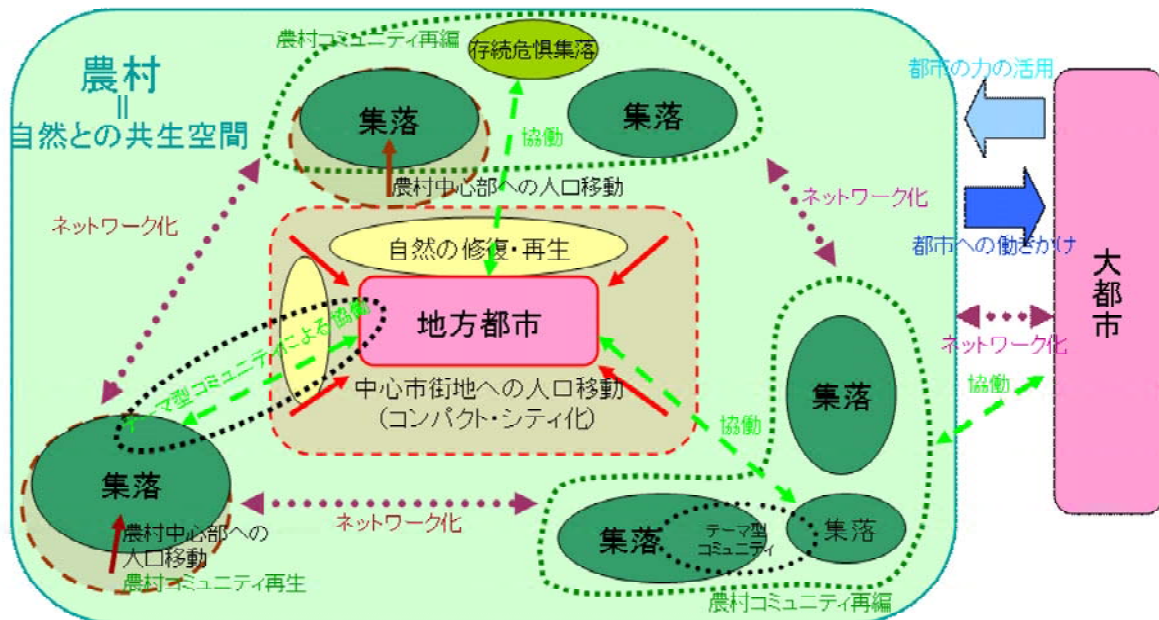 農村コミュニティ再編
存続危惧集落
農村
||
自然との共生空間
集落
集落
協働
農村中心部への人口移動
都市の力の活用
ネットワーク化
ネットワーク化
都市への働きかけ
大都市
自然の修復・再生
地方都市
テーマ型コミュニティによる協働
中心市街地への人口移動
(コンパクト・シティ化)
ネットワーク化
協働
集落
協働
集落
農村中心部への
人口移動
農村コミュニティ再生
ネットワーク化
集落
テーマ型
コミュニティ
集落
農村コミュニティ再編